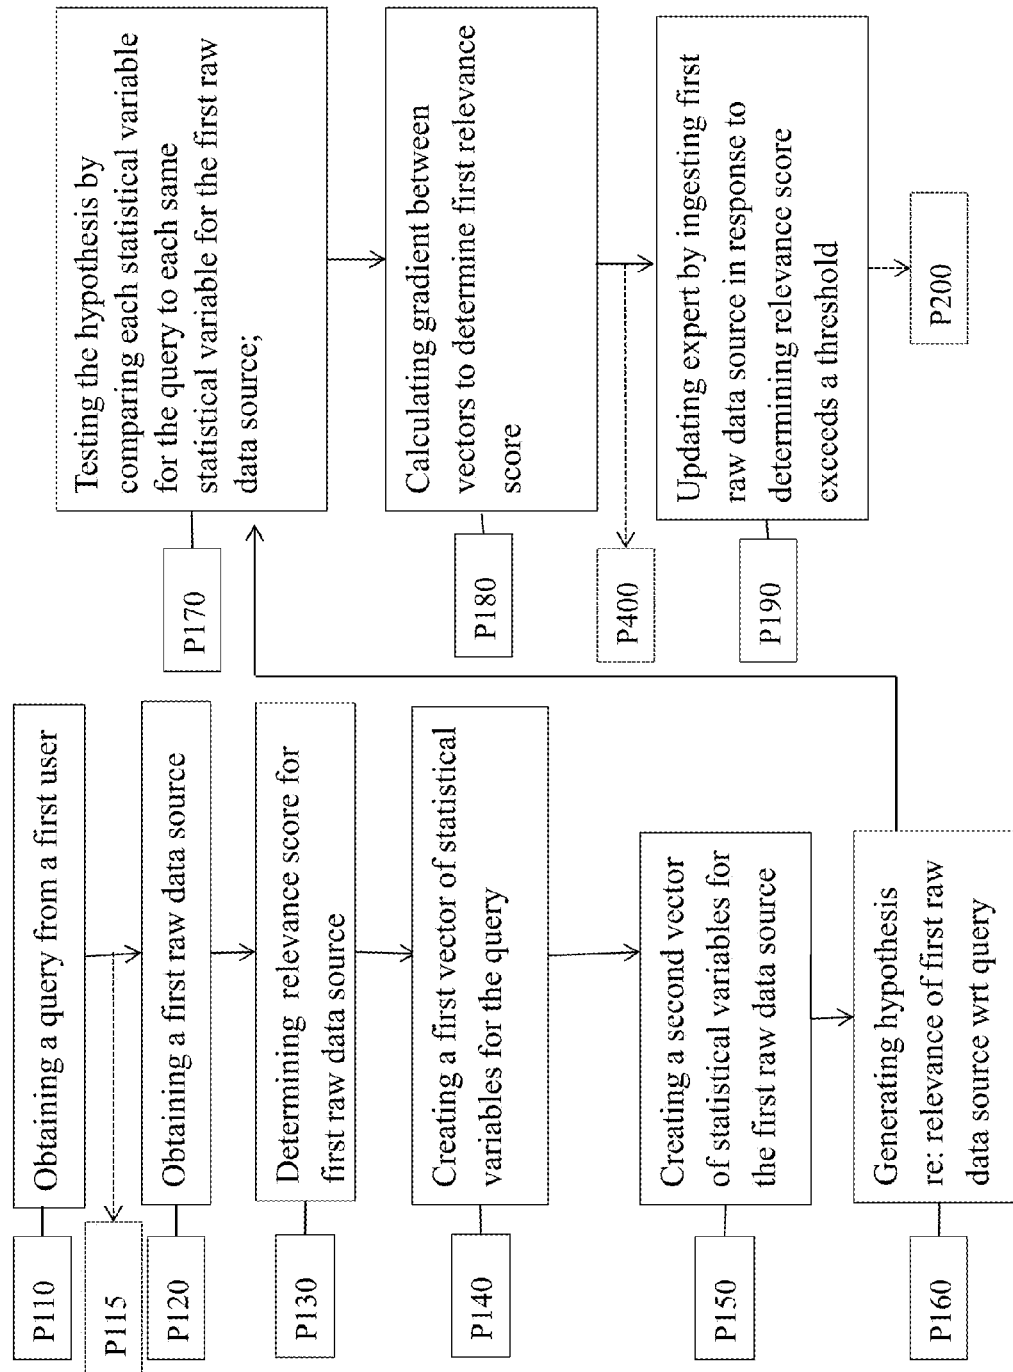 P110
Obtaining a query from a first user
P115
P120
Obtaining a first raw data source
P130
Determining relevance score for
first raw data source
P140
Creating a first vector of statistical
variables for the query
P150
Creating a second vector
of statistical variables for
the first raw data source
P160
Generating hypothesis
re: relevance of first raw
data source wrt query
P170
Testing the hypothesis by
comparing each statistical variable
for the query to each same
statistical variable for the first raw
data source;
P180
Calculating gradient between
vectors to determine first relevance
score
P400
P190
Updating expert by ingesting first
raw data source in response to
determining relevance score
exceeds a threshold
P200